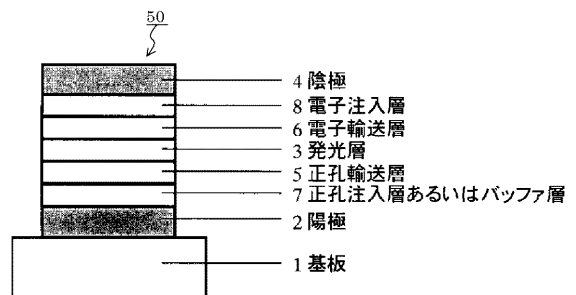 50
4 陰極
8 電子注入層
6 電子輸送層
3 発光層
5 正孔輸送層
7 正孔注入層あるいはバッファ層
2 陽極
1 基板